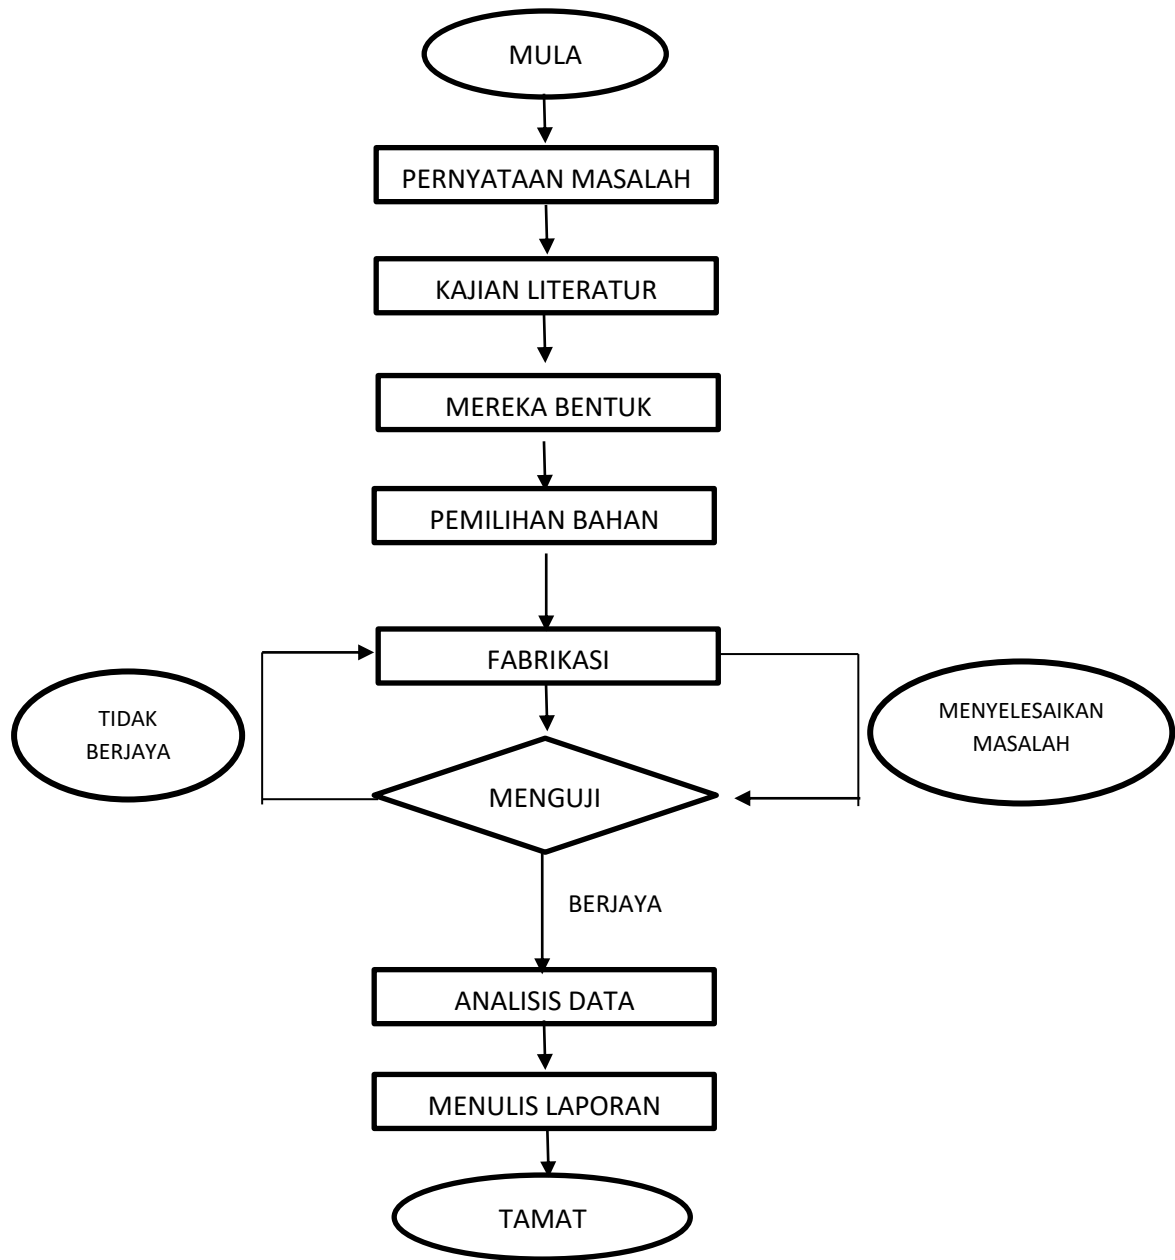 MULA
PERNYATAAN MASALAH
KAJIAN LITERATUR
MEREKA BENTUK
PEMILIHAN BAHAN
FABRIKASI
TIDAK
BERJAYA
MENYELESAIKAN
MASALAH
MENGUJI
BERJAYA
ANALISIS DATA
MENULIS LAPORAN
TAMAT